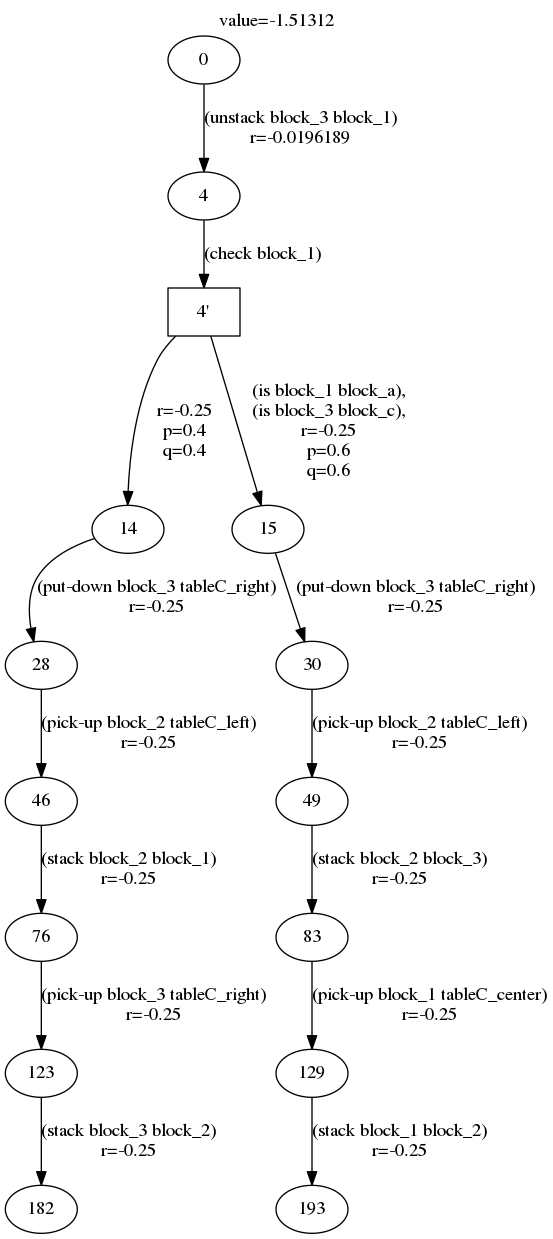 value=-1.51312
0
(unstack block_3 block_1)
r=-0.0196189
4
(check block_1)
4'
r=-0.25
p=0.4
q=0.4
(is block_1 block_a),
(is block_3 block_c),
r=-0.25
p=0.6
q=0.6
14
15
(put-down block_3 tableC_right)
r=-0.25
(put-down block_3 tableC_right)
r=-0.25
28
30
(pick-up block_2 tableC_left)
r=-0.25
(pick-up block_2 tableC_left)
r=-0.25
46
49
(stack block_2 block_1)
r=-0.25
(stack block_2 block_3)
r=-0.25
76
83
(pick-up block_3 tableC_right)
r=-0.25
(pick-up block_1 tableC_center)
r=-0.25
123
129
(stack block_3 block_2)
r=-0.25
(stack block_1 block_2)
r=-0.25
182
193